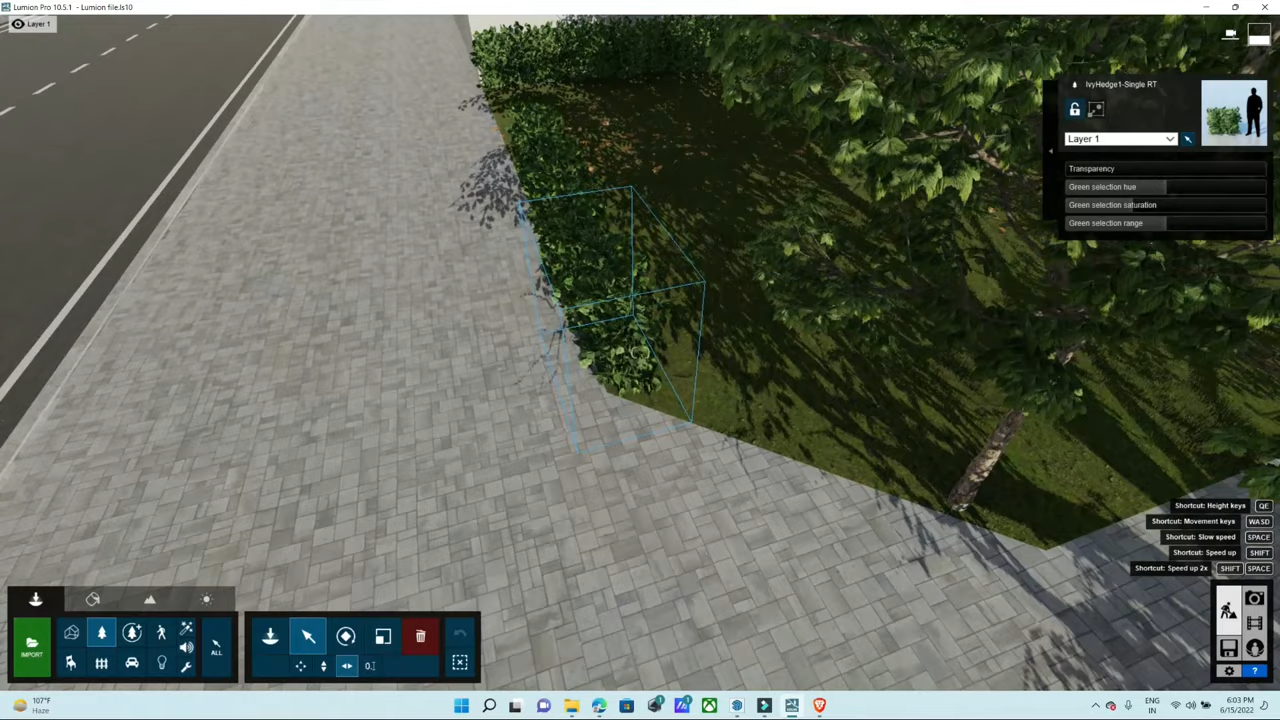 Lumion Pro 10.5.1 - Lumion file.ls10
Layer 1
IvyHedge1-Single RT
Layer 1
Transparency
Green selection hue
Green selection saturation
Green selection range
Shortcut: Height keys QE
Shortcut: Movement keys WASD
Shortcut: Slow speed SPACE
Shortcut: Speed up SHIFT
Shortcut: Speed up 2x SHIFT SPACE
IMPORT
ALL
0.
?
107°F
Haze
ENG
IN
6:03 PM
6/15/2022